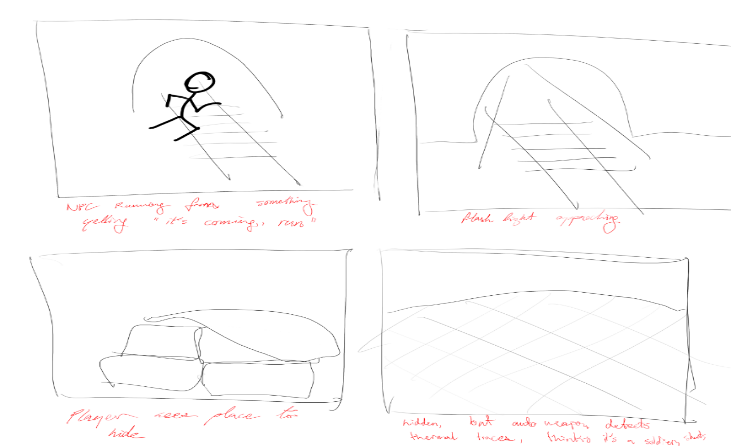 NPC running from something
yelling "it's coming, run"
flash light approaching.
Player sees place to
hide
hidden, but auto weapon detects
thermal traces, thinks it's a soldier, shoots